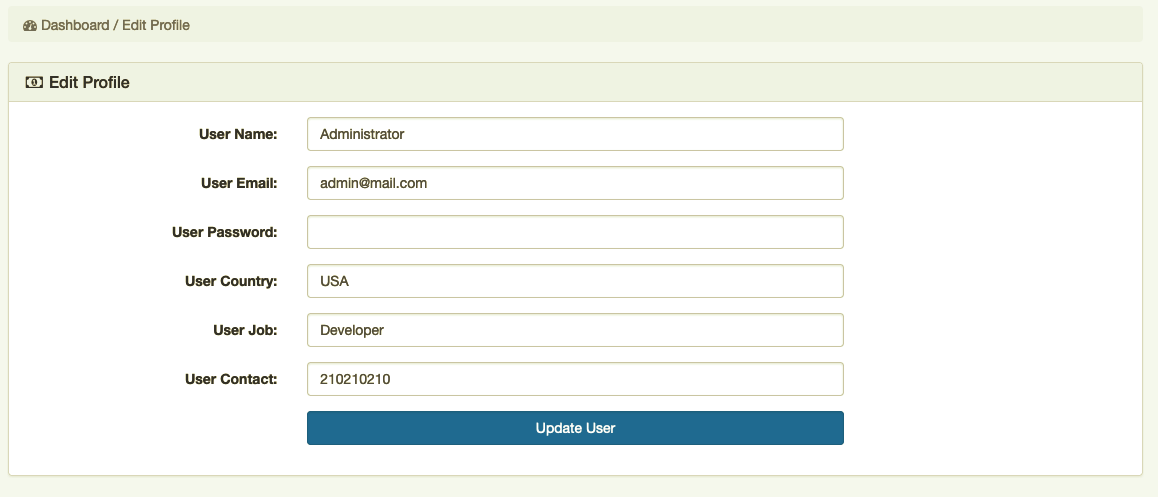 Dashboard / Edit Profile
Edit Profile
User Name: Administrator
User Email: admin@mail.com
User Password:
User Country: USA
User Job: Developer
User Contact: 210210210
Update User